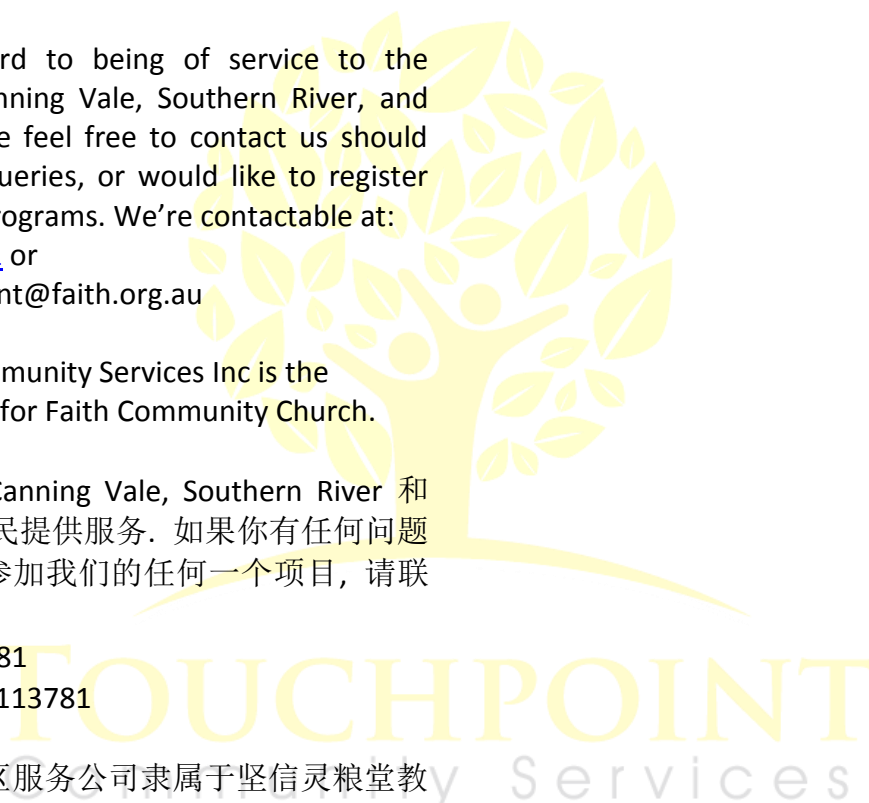 rd to being of service to the
nning Vale, Southern River, and
e feel free to contact us should
ueries, or would like to register
rograms. We’re contactable at:
or
nt@faith.org.au
munity Services Inc is the
for Faith Community Church.
Canning Vale, Southern River 和
民提供服务. 如果你有任何问题
参加我们的任何一个项目, 请联
81
113781
区服务公司隶属于坚信灵粮堂教
TOUCHPOINT
Community Services